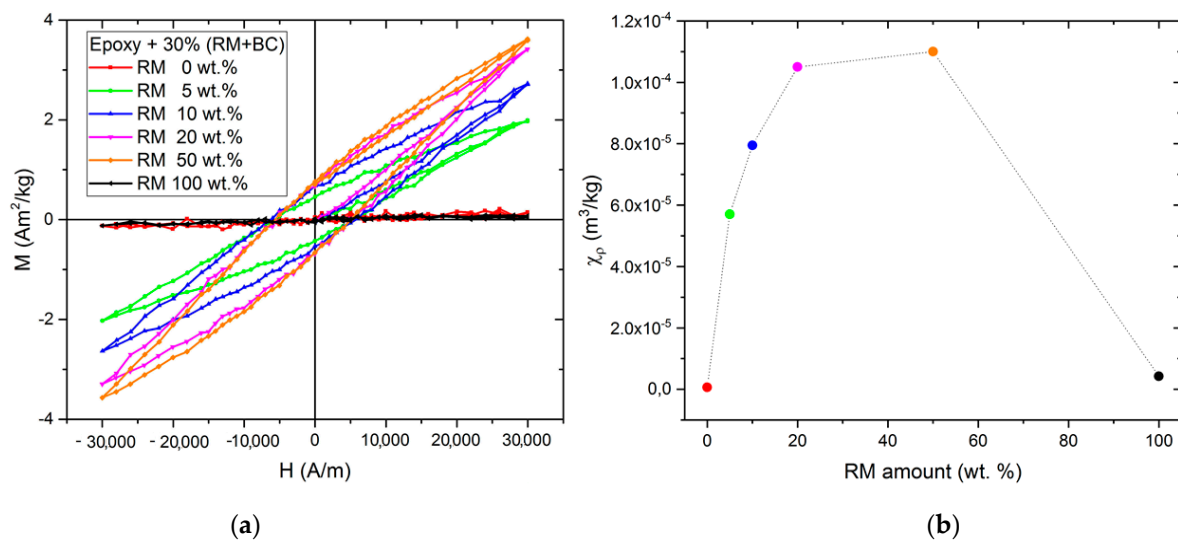 4
2
0
-2
-4
M (Am²/kg)
Epoxy + 30% (RM+BC)
RM 0 wt.%
RM 5 wt.%
RM 10 wt.%
RM 20 wt.%
RM 50 wt.%
RM 100 wt.%
- 30,000 - 20,000 -10,000 0 10,000 20,000 30,000
H (A/m)
(a)
1.2x10⁻⁴
1.0x10⁻⁴
8.0x10⁻⁵
6.0x10⁻⁵
4.0x10⁻⁵
2.0x10⁻⁵
0,0
χρ (m³/kg)
0 20 40 60 80 100
RM amount (wt. %)
(b)